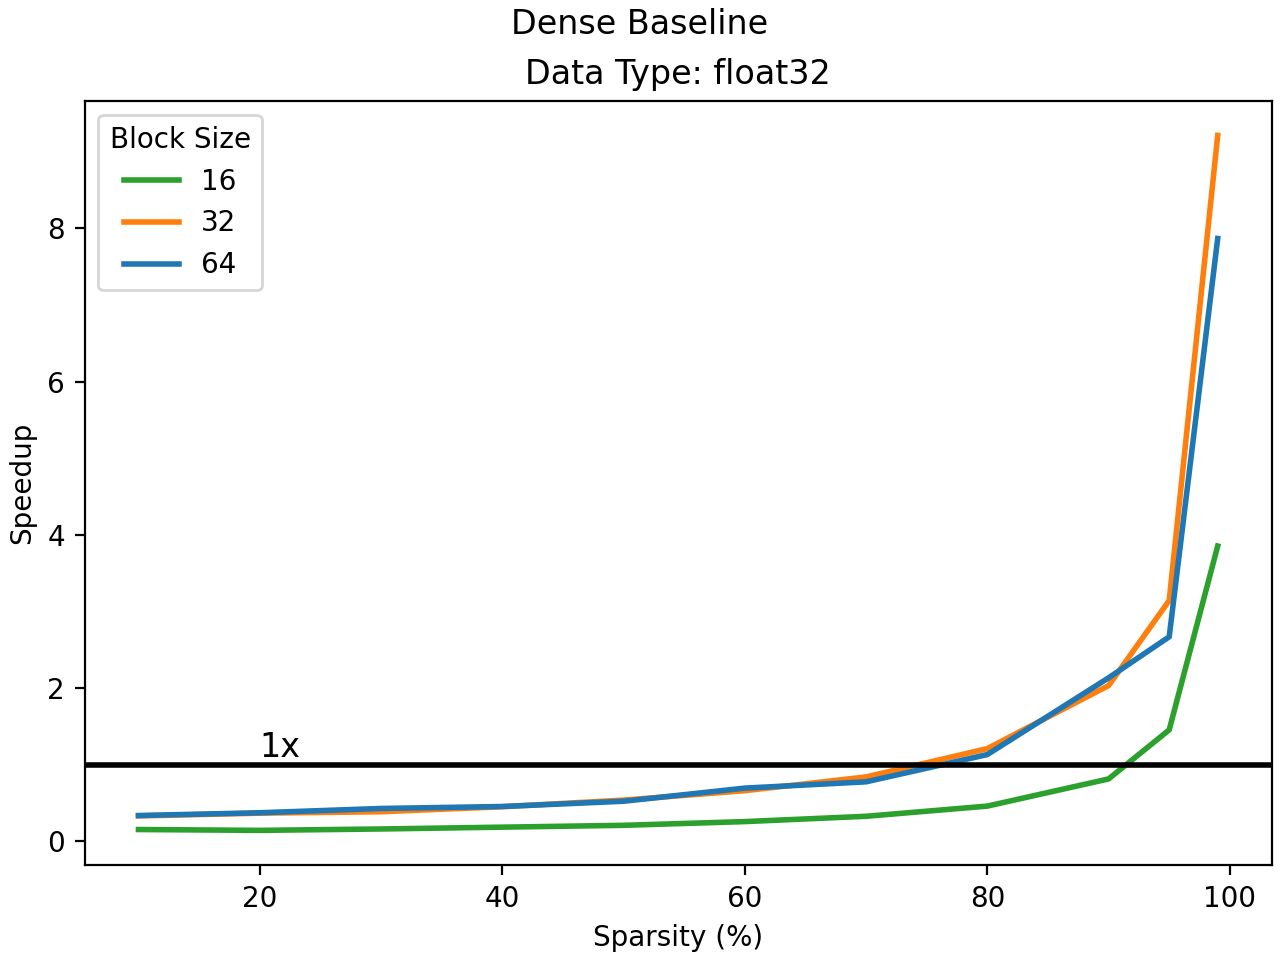 Dense Baseline
Data Type: float32
Block Size
16
32
64
8
6
4
2
0
Speedup
1x
20 40 60 80 100
Sparsity (%)